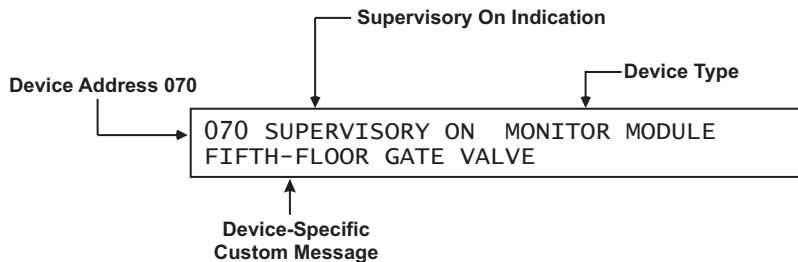 Supervisory On Indication
Device Type
Device Address 070
070 SUPERVISORY ON  MONITOR MODULE
FIFTH-FLOOR GATE VALVE
Device-Specific
Custom Message